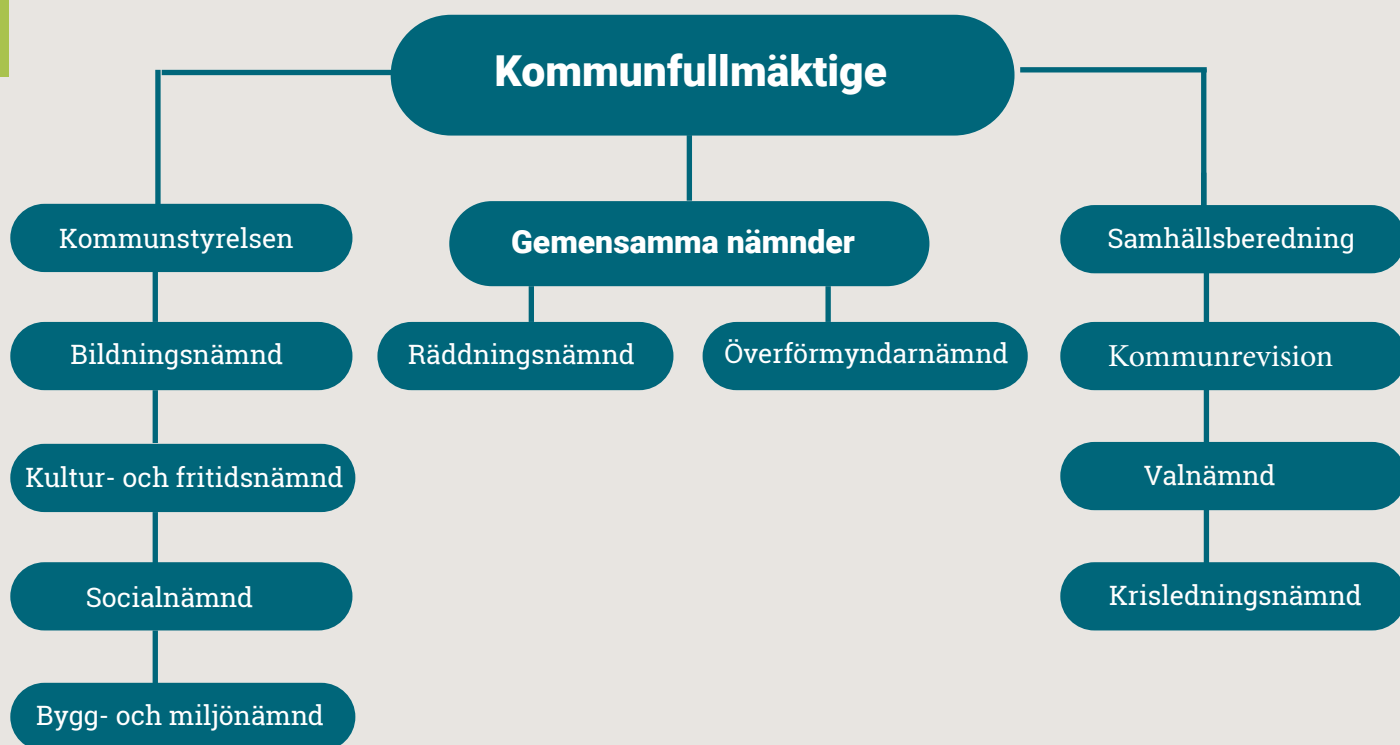 Kommunfullmäktige
Kommunstyrelsen
Gemensamma nämnder
Samhällsberedning
Bildningsnämnd
Räddningsnämnd
Överförmyndarnämnd
Kommunrevision
Kultur- och fritidsnämnd
Valnämnd
Socialnämnd
Krisledningsnämnd
Bygg- och miljönämnd